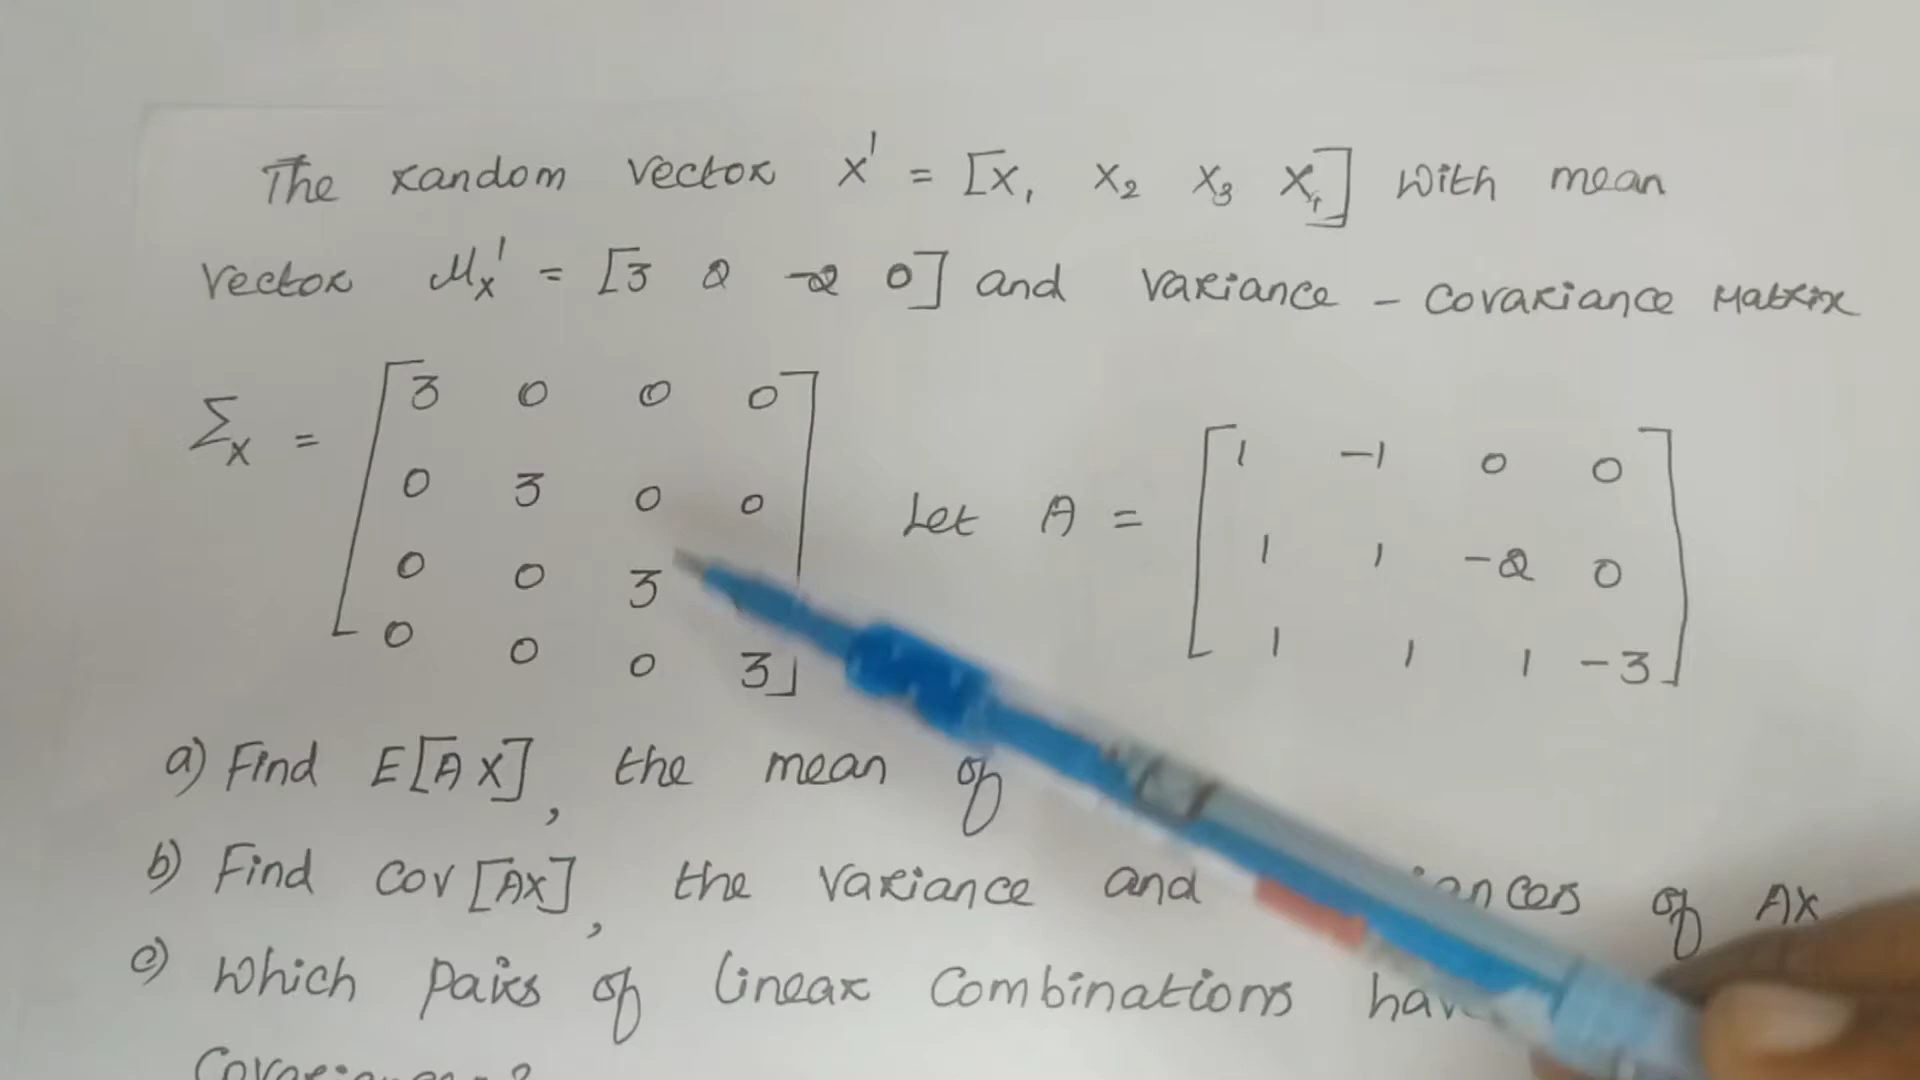 The random vector X' = [X1 X2 X3 X4] with mean
vector μx' = [3 2 -2 0] and variance - covariance Matrix
Σx = [3 0 0 0
0 3 0 0
0 0 3
0 0 0 3] Let A = [1 -1 0 0
1 1 -2 0
1 1 1 -3]
a) Find E[AX], the mean of
b) Find Cov[AX], the variance and of AX
c) which pairs of linear combinations